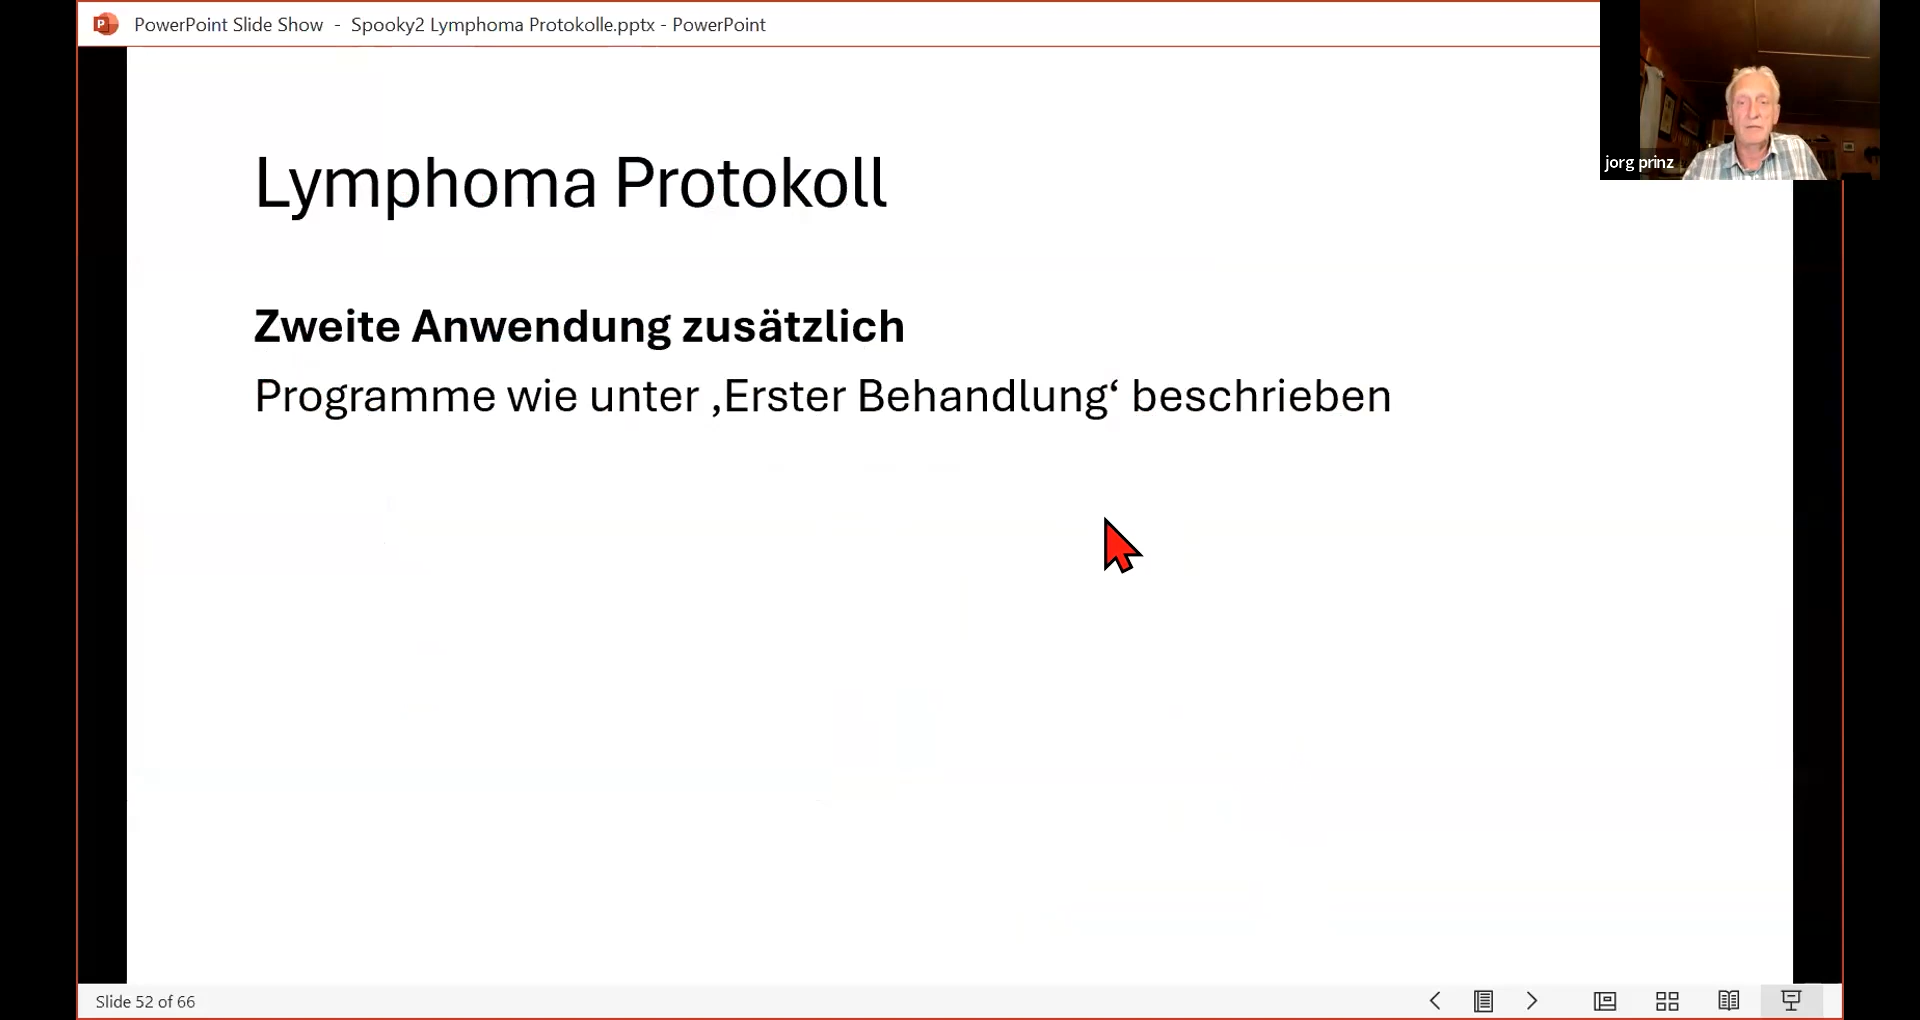 PowerPoint Slide Show - Spooky2 Lymphoma Protokolle.pptx - PowerPoint
jorg prinz
Lymphoma Protokoll
Zweite Anwendung zusätzlich
Programme wie unter ‚Erster Behandlung‘ beschrieben
Slide 52 of 66